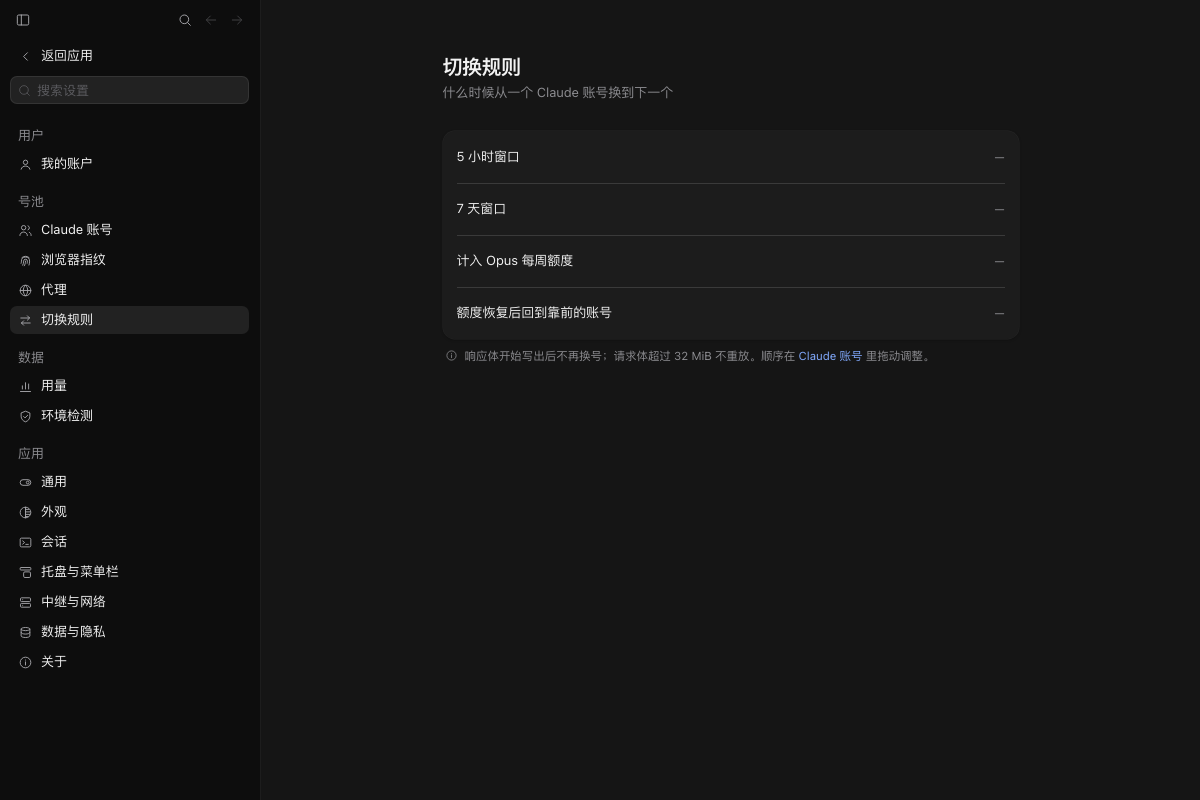 返回应用
搜索设置
用户
我的账户
号池
Claude 账号
浏览器指纹
代理
切换规则
数据
用量
环境检测
应用
通用
外观
会话
托盘与菜单栏
中继与网络
数据与隐私
关于
切换规则
什么时候从一个 Claude 账号换到下一个
5 小时窗口 —
7 天窗口 —
计入 Opus 每周额度 —
额度恢复后回到靠前的账号 —
响应体开始写出后不再换号；请求体超过 32 MiB 不重放。顺序在 Claude 账号 里拖动调整。